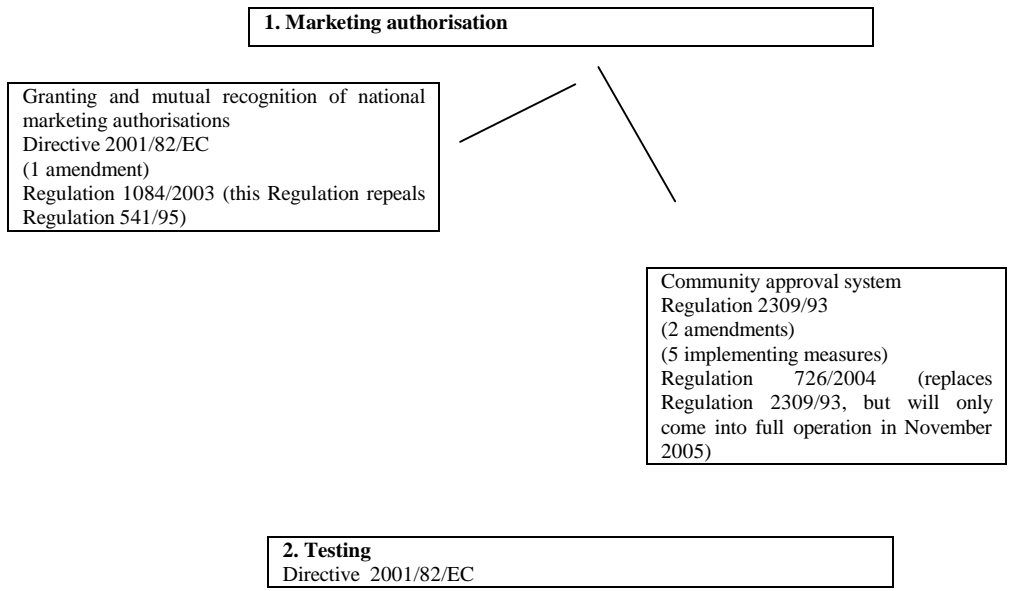 1. Marketing authorisation
Granting and mutual recognition of national
marketing authorisations
Directive 2001/82/EC
(1 amendment)
Regulation 1084/2003 (this Regulation repeals
Regulation 541/95)
Community approval system
Regulation 2309/93
(2 amendments)
(5 implementing measures)
Regulation 726/2004 (replaces
Regulation 2309/93, but will only
come into full operation in November
2005)
2. Testing
Directive 2001/82/EC